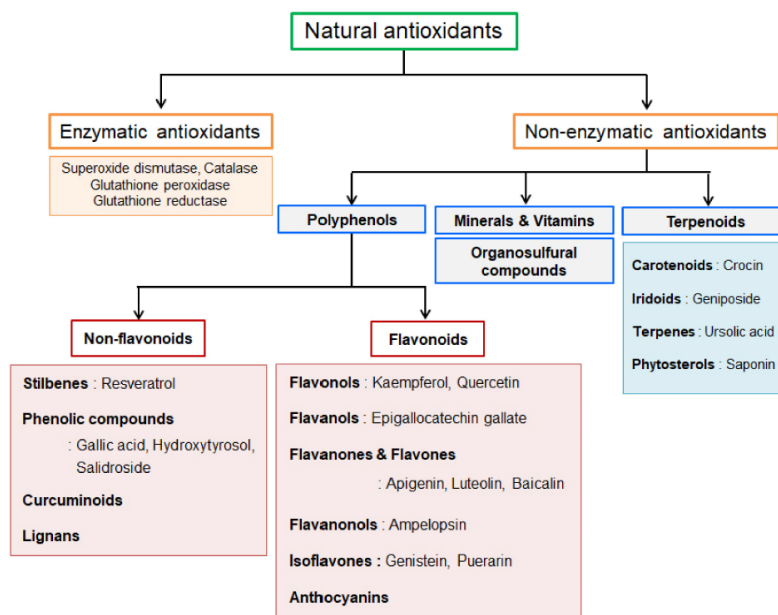 Natural antioxidants
Enzymatic antioxidants
Non-enzymatic antioxidants
Superoxide dismutase, Catalase
Glutathione peroxidase
Glutathione reductase
Polyphenols
Minerals & Vitamins
Terpenoids
Organosulfural
compounds
Carotenoids : Crocin
Iridoids : Geniposide
Terpenes : Ursolic acid
Phytosterols : Saponin
Non-flavonoids
Flavonoids
Stilbenes : Resveratrol
Phenolic compounds
: Gallic acid, Hydroxytyrosol,
Salidroside
Curcuminoids
Lignans
Flavonols : Kaempferol, Quercetin
Flavanols : Epigallocatechin gallate
Flavanones & Flavones
: Apigenin, Luteolin, Baicalin
Flavanonols : Ampelopsin
Isoflavones : Genistein, Puerarin
Anthocyanins